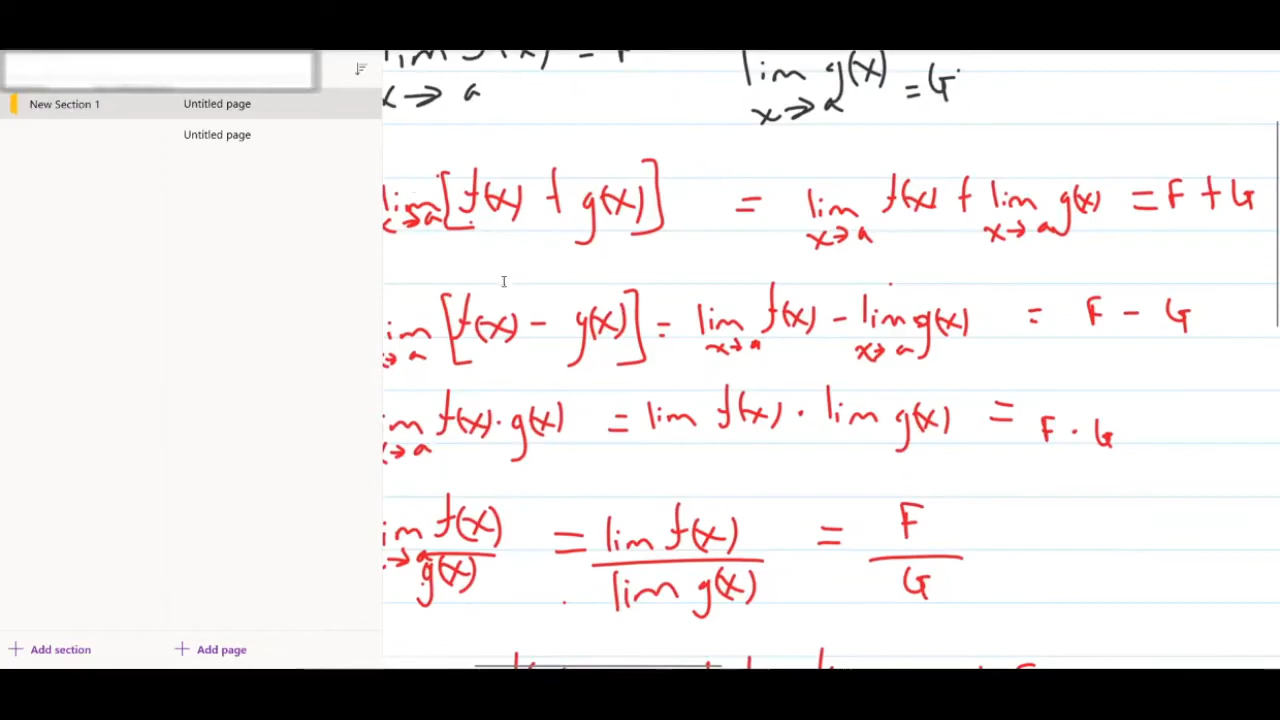 New Section 1
Untitled page
Untitled page
Add section
Add page
x→a
lim g(x) = G
x→a
lim [f(x) + g(x)] = lim f(x) + lim g(x) = F + G
x→a x→a x→a
lim [f(x) - g(x)] = lim f(x) - lim g(x) = F - G
x→a x→a x→a
lim f(x)·g(x) = lim f(x) · lim g(x) = F · G
x→a
lim f(x) = lim f(x) = F
x→a g(x) lim g(x) G